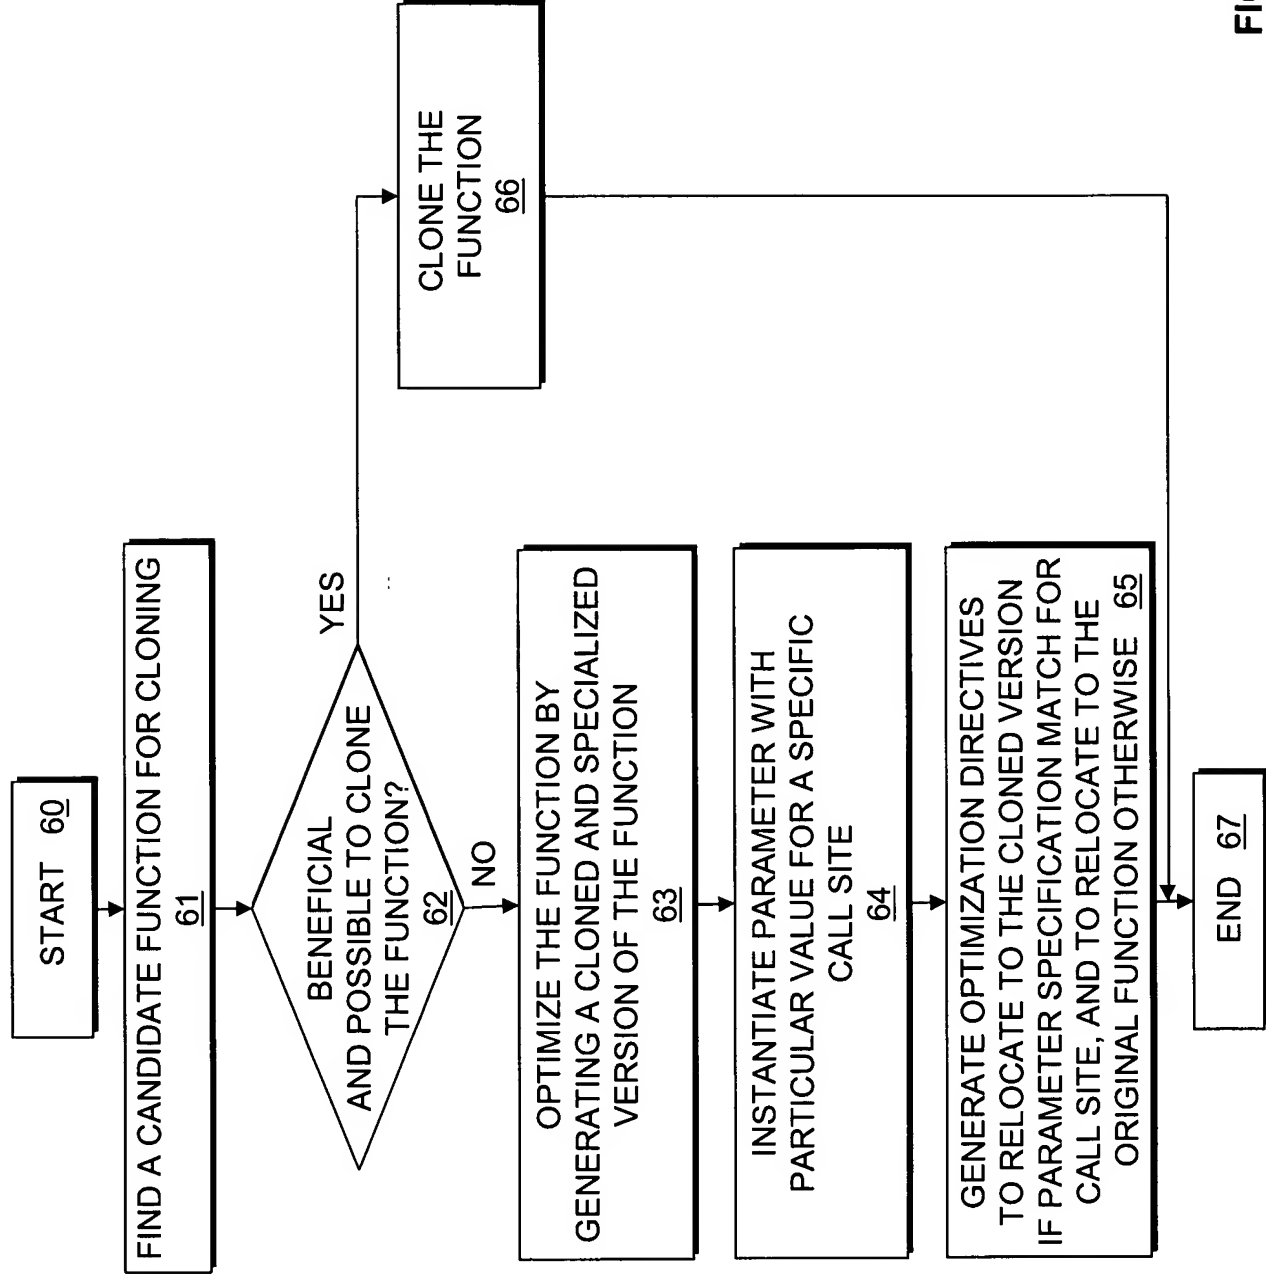 START 60
FIND A CANDIDATE FUNCTION FOR CLONING
61
BENEFICIAL
AND POSSIBLE TO CLONE
THE FUNCTION?
62
YES
NO
CLONE THE
FUNCTION
66
OPTIMIZE THE FUNCTION BY
GENERATING A CLONED AND SPECIALIZED
VERSION OF THE FUNCTION
63
INSTANTIATE PARAMETER WITH
PARTICULAR VALUE FOR A SPECIFIC
CALL SITE
64
GENERATE OPTIMIZATION DIRECTIVES
TO RELOCATE TO THE CLONED VERSION
IF PARAMETER SPECIFICATION MATCH FOR
CALL SITE, AND TO RELOCATE TO THE
ORIGINAL FUNCTION OTHERWISE 65
END 67